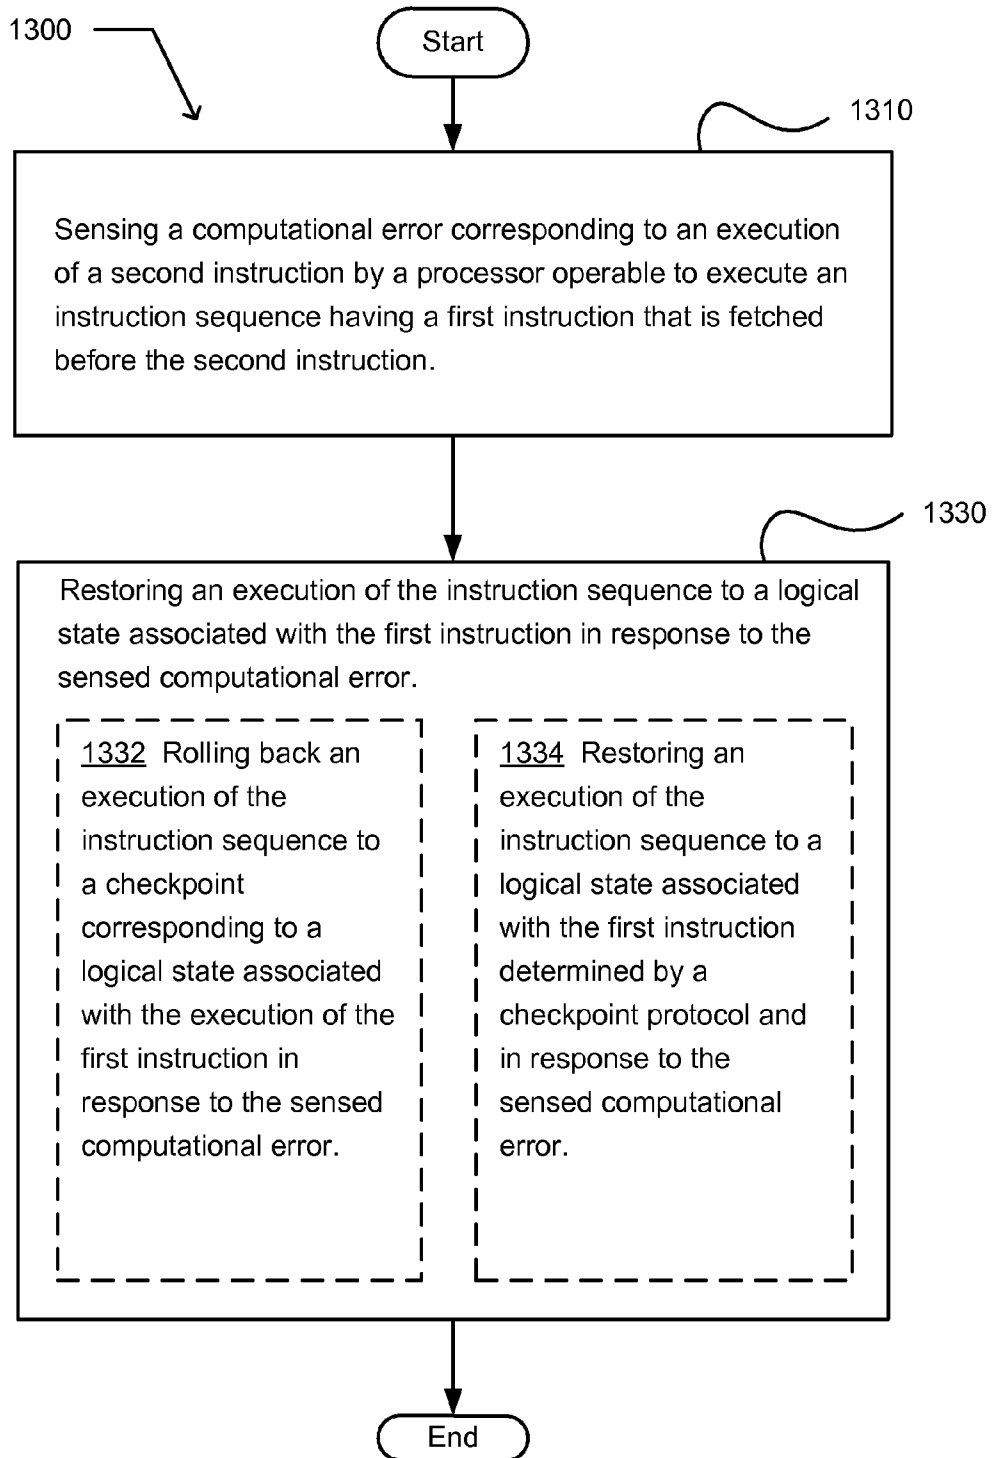 1300
Start
1310
Sensing a computational error corresponding to an execution
of a second instruction by a processor operable to execute an
instruction sequence having a first instruction that is fetched
before the second instruction.
1330
Restoring an execution of the instruction sequence to a logical
state associated with the first instruction in response to the
sensed computational error.
1332 Rolling back an
execution of the
instruction sequence to
a checkpoint
corresponding to a
logical state associated
with the execution of the
first instruction in
response to the sensed
computational error.
1334 Restoring an
execution of the
instruction sequence to a
logical state associated
with the first instruction
determined by a
checkpoint protocol and
in response to the
sensed computational
error.
End